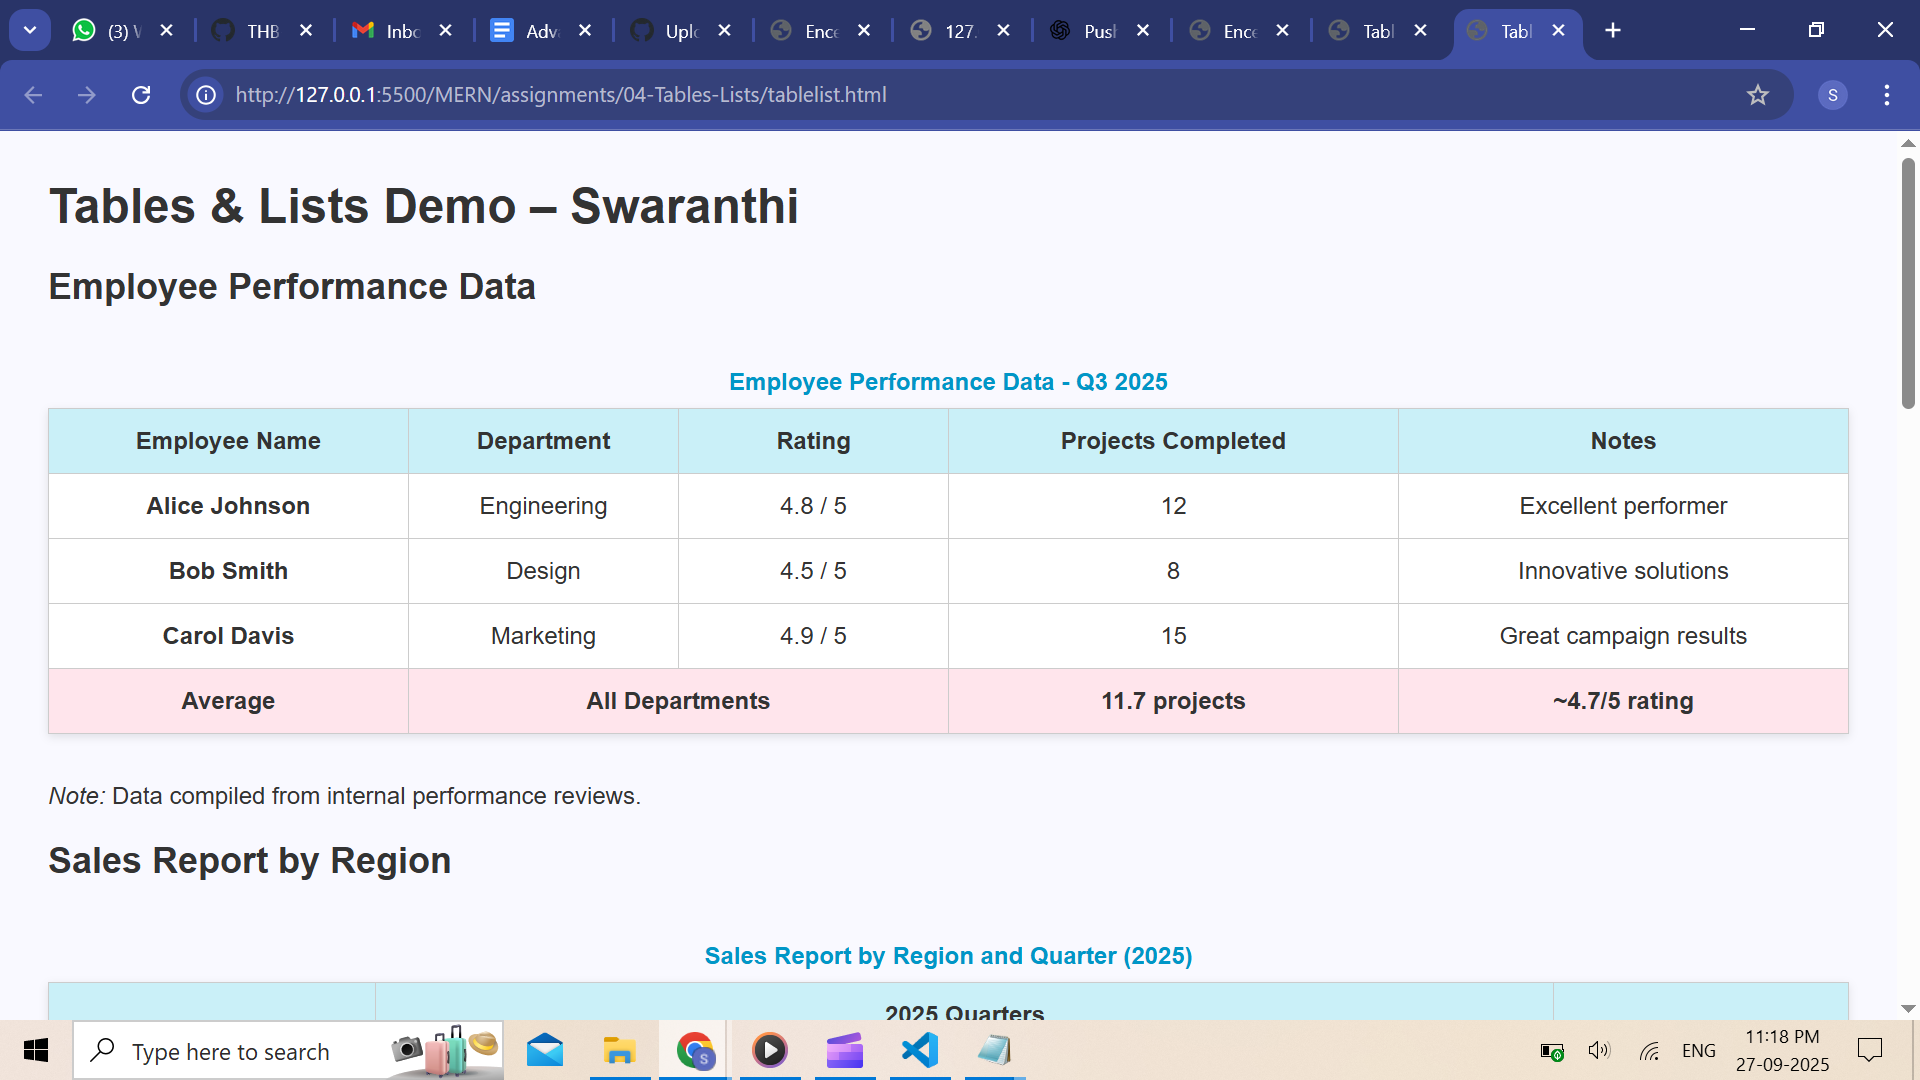 (3) W
THB
Inbo
Adv
Uplo
Ence
127.
Pus
Ence
Tabl
Tabl
http://127.0.0.1:5500/MERN/assignments/04-Tables-Lists/tablelist.html
S
Tables & Lists Demo – Swaranthi
Employee Performance Data
Employee Performance Data - Q3 2025
Employee Name Department Rating Projects Completed Notes
Alice Johnson Engineering 4.8 / 5 12 Excellent performer
Bob Smith Design 4.5 / 5 8 Innovative solutions
Carol Davis Marketing 4.9 / 5 15 Great campaign results
Average All Departments 11.7 projects ~4.7/5 rating
Note: Data compiled from internal performance reviews.
Sales Report by Region
Sales Report by Region and Quarter (2025)
2025 Quarters
Type here to search
S
ENG
11:18 PM
27-09-2025